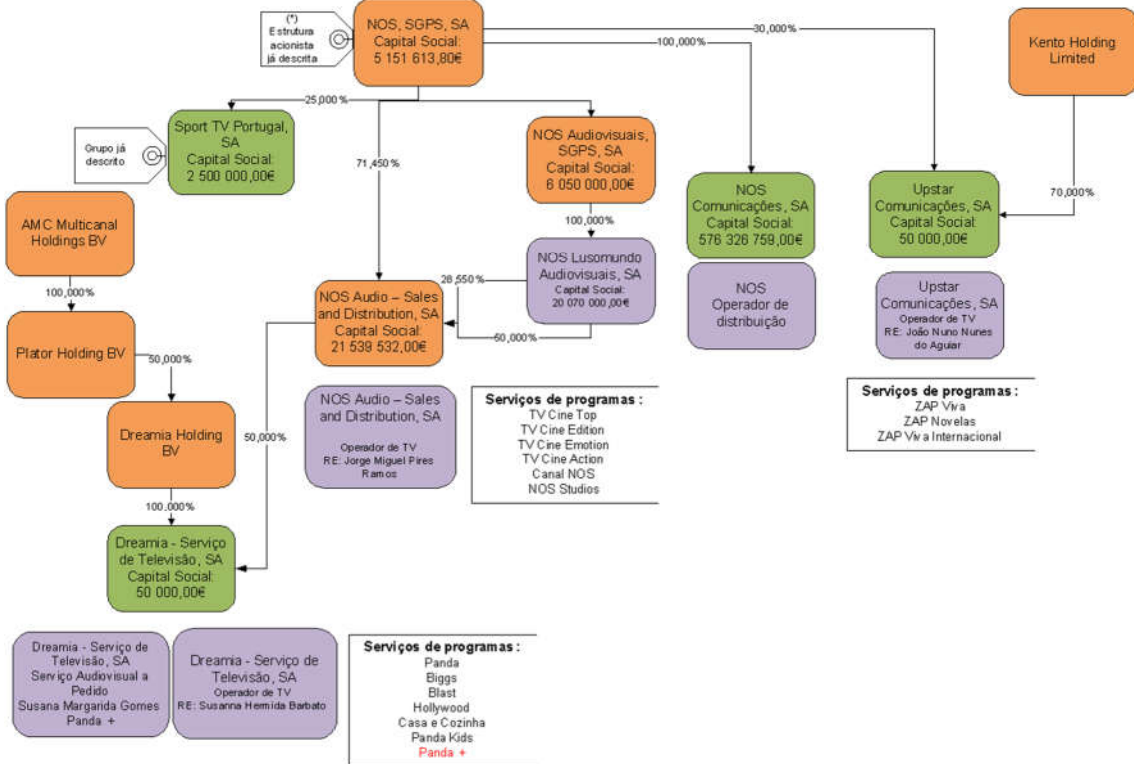 (*)
Estrutura
acionista
já descrita
NOS, SGPS, SA
Capital Social:
5 151 613,80€
30,000%
100,000%
Kento Holding
Limited
25,000%
Grupo já
descrito
Sport TV Portugal,
SA
Capital Social:
2 500 000,00€
71,450%
NOS Audiovisuais,
SGPS, SA
Capital Social:
6 050 000,00€
NOS
Comunicações, SA
Capital Social:
576 326 759,00€
Upstar
Comunicações, SA
Capital Social:
50 000,00€
70,000%
AMC Multicanal
Holdings BV
100,000%
100,000%
NOS Lusomundo
Audiovisuais, SA
Capital Social:
20 070 000,00€
28,550%
50,000%
NOS
Operador de
distribuição
Upstar
Comunicações, SA
Operador de TV
RE: João Nuno Nunes
do Aguiar
NOS Audio – Sales
and Distribution, SA
Capital Social:
21 539 532,00€
Plator Holding BV
50,000%
Dreamia Holding
BV
50,000%
NOS Audio – Sales
and Distribution, SA
Operador de TV
RE: Jorge Miguel Pires
Ramos
Serviços de programas :
TV Cine Top
TV Cine Edition
TV Cine Emotion
TV Cine Action
Canal NOS
NOS Studios
Serviços de programas :
ZAP Viva
ZAP Novelas
ZAP Viva Internacional
100,000%
Dreamia - Serviço
de Televisão, SA
Capital Social:
50 000,00€
Dreamia - Serviço de
Televisão, SA
Serviço Audiovisual a
Pedido
Susana Margarida Gomes
Panda +
Dreamia - Serviço de
Televisão, SA
Operador de TV
RE: Susanna Hermida Barbato
Serviços de programas :
Panda
Biggs
Blast
Hollywood
Casa e Cozinha
Panda Kids
Panda +